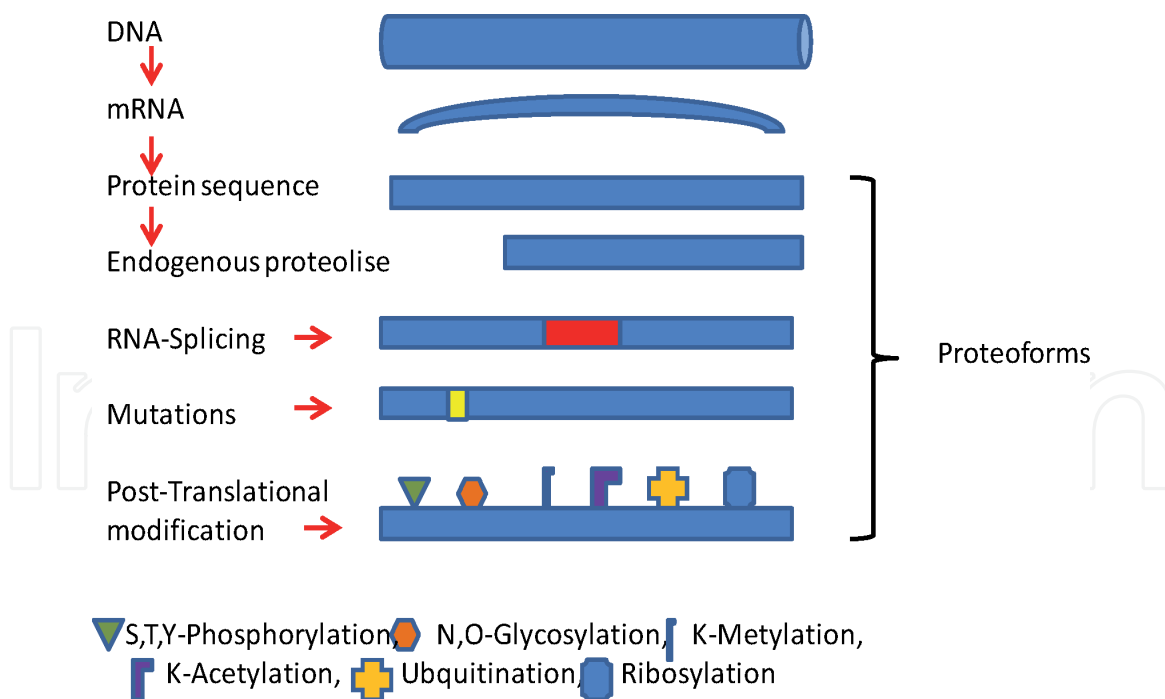 DNA
mRNA
Protein sequence
Endogenous proteolise
RNA-Splicing
Mutations
Post-Translational
modification
Proteoforms
S,T,Y-Phosphorylation, N,O-Glycosylation, K-Metylation,
K-Acetylation, Ubquitination, Ribosylation